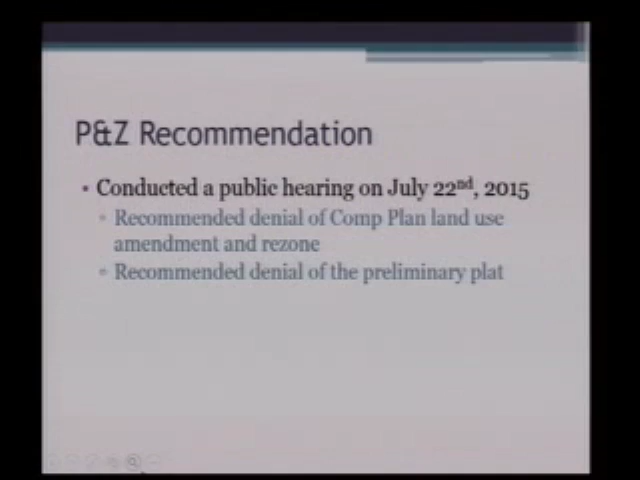 P&Z Recommendation
• Conducted a public hearing on July 22nd, 2015
▫ Recommended denial of Comp Plan land use
amendment and rezone
▫ Recommended denial of the preliminary plat